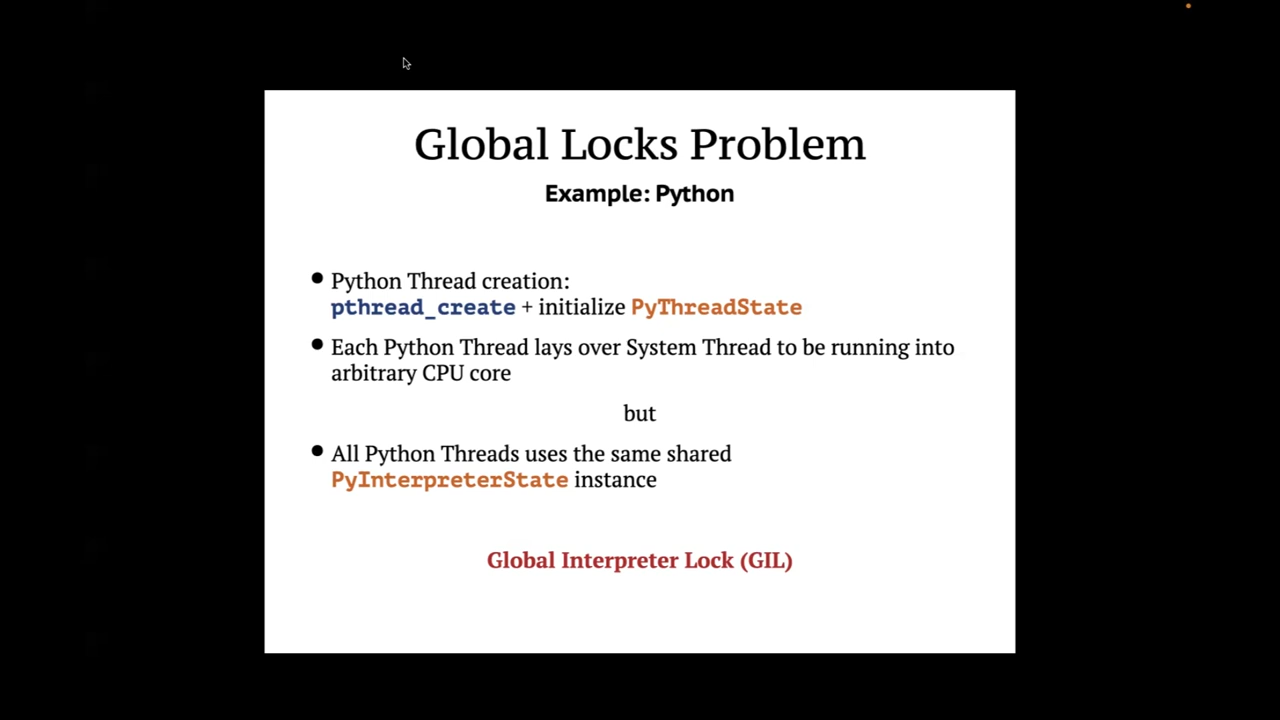 Global Locks Problem
Example: Python
• Python Thread creation:
pthread_create + initialize PyThreadState
• Each Python Thread lays over System Thread to be running into
arbitrary CPU core
but
• All Python Threads uses the same shared
PyInterpreterState instance
Global Interpreter Lock (GIL)